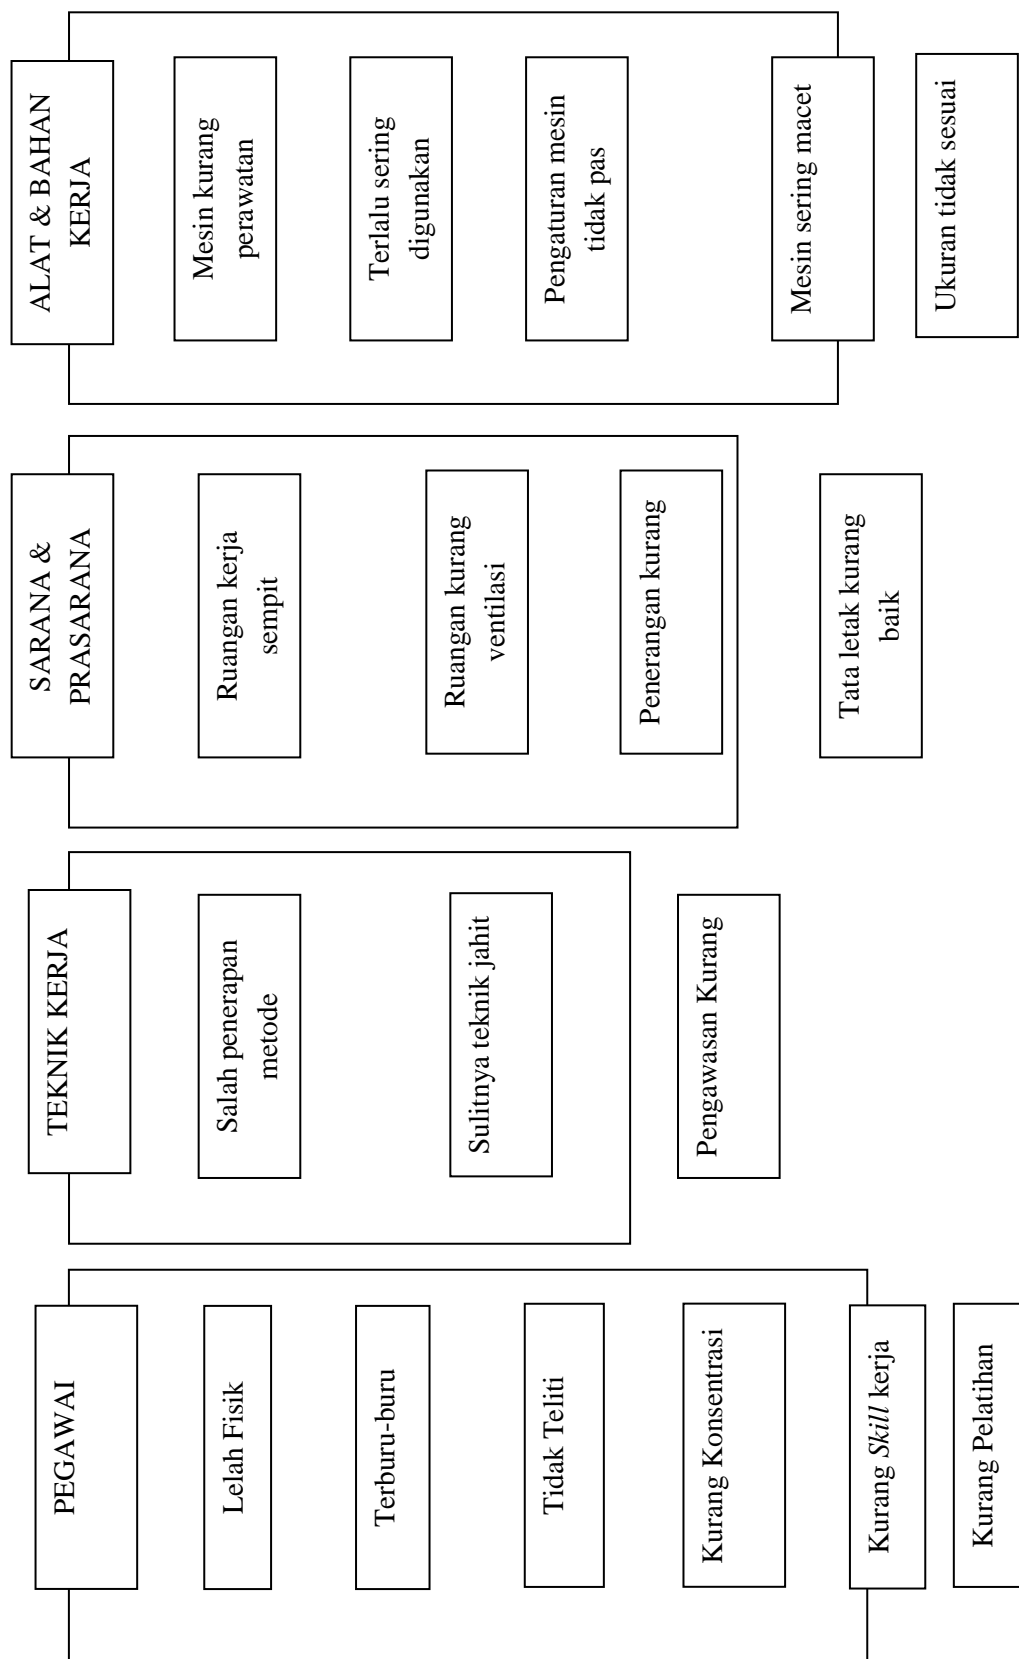 PEGAWAI
Lelah Fisik
Terburu-buru
Tidak Teliti
Kurang Konsentrasi
Kurang Skill kerja
Kurang Pelatihan
TEKNIK KERJA
Salah penerapan
metode
Sulitnya teknik jahit
Pengawasan Kurang
SARANA &
PRASARANA
Ruangan kerja
sempit
Ruangan kurang
ventilasi
Penerangan kurang
Tata letak kurang
baik
ALAT & BAHAN
KERJA
Mesin kurang
perawatan
Terlalu sering
digunakan
Pengaturan mesin
tidak pas
Mesin sering macet
Ukuran tidak sesuai